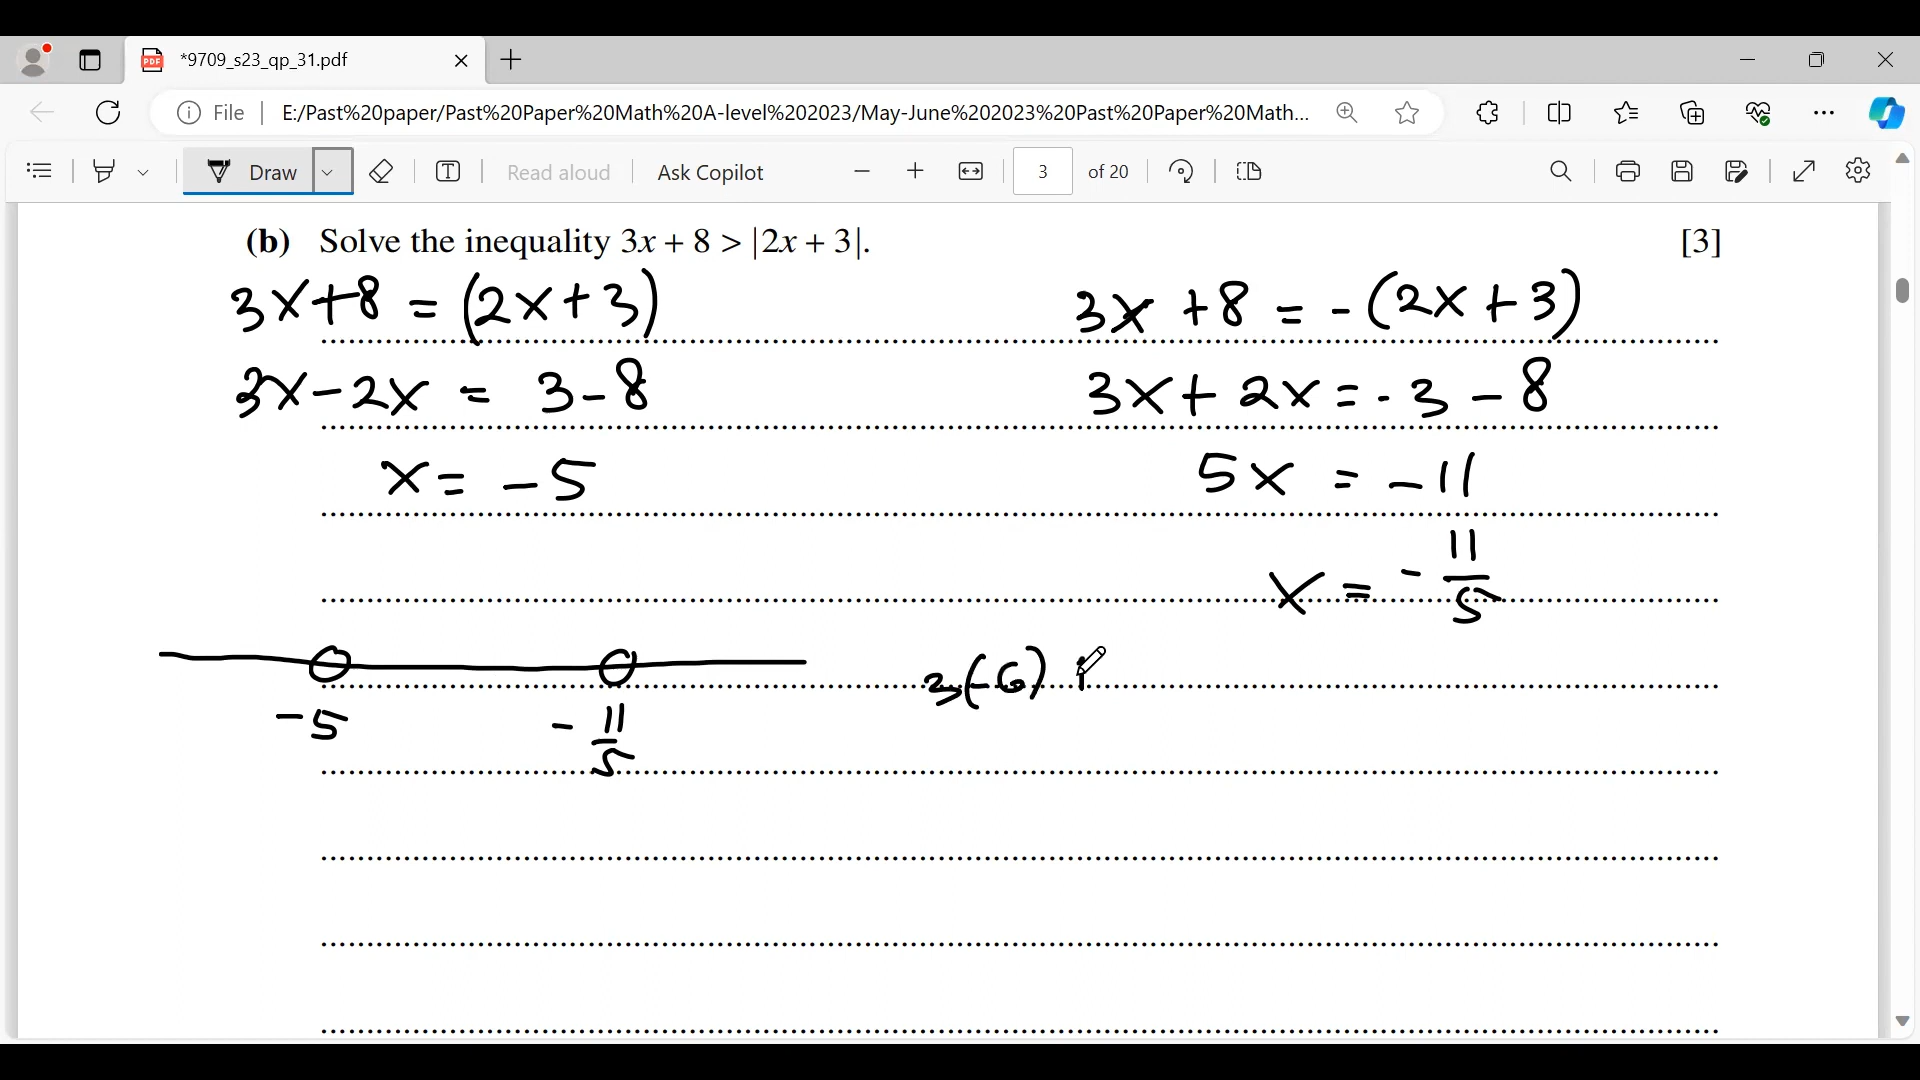 *9709_s23_qp_31.pdf
File E:/Past%20paper/Past%20Paper%20Math%20A-level%202023/May-June%202023%20Past%20Paper%20Math...
Draw Read aloud Ask Copilot 3 of 20
(b) Solve the inequality 3x + 8 > |2x + 3|. [3]
3x+8 = (2x+3) 3x +8 = -(2x+3)
3x-2x = 3-8 3x+2x = -3-8
x = -5 5x = -11
x = -11/5
3(-6)
-5 -11/5